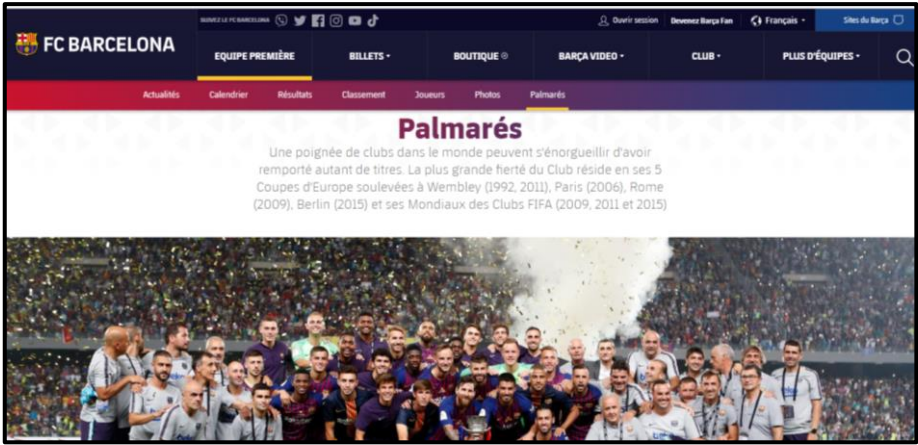 SUIVEZ LE FC BARCELONA
Ouvrir session
Devenez Barça Fan
Français
Sites du Barça
FC BARCELONA
EQUIPE PREMIÈRE
BILLETS
BOUTIQUE
BARÇA VIDEO
CLUB
PLUS D'ÉQUIPES
Actualités
Calendrier
Résultats
Classement
Joueurs
Photos
Palmarés
Palmarés
Une poignée de clubs dans le monde peuvent s'énorgueillir d'avoir
remporté autant de titres. La plus grande fierté du Club réside en ses 5
Coupes d'Europe soulevées à Wembley (1992, 2011), Paris (2006), Rome
(2009), Berlin (2015) et ses Mondiaux des Clubs FIFA (2009, 2011 et 2015)